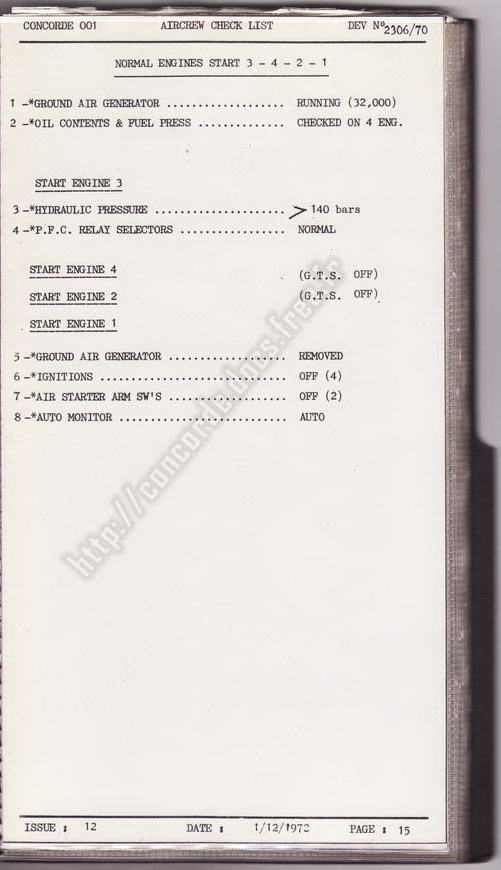 CONCORDE 001 AIRCREW CHECK LIST DEV Nº2306/70
NORMAL ENGINES START 3 - 4 - 2 - 1
1 -*GROUND AIR GENERATOR ................... RUNNING (32,000)
2 -*OIL CONTENTS & FUEL PRESS .............. CHECKED ON 4 ENG.
START ENGINE 3
3 -*HYDRAULIC PRESSURE ..................... > 140 bars
4 -*P.F.C. RELAY SELECTORS ................. NORMAL
START ENGINE 4 (G.T.S. OFF)
START ENGINE 2 (G.T.S. OFF)
START ENGINE 1
5 -*GROUND AIR GENERATOR ................... REMOVED
6 -*IGNITIONS .............................. OFF (4)
7 -*AIR STARTER ARM SW'S ................... OFF (2)
8 -*AUTO MONITOR ........................... AUTO
http://concorde.docs.free.fr
ISSUE : 12 DATE : 1/12/1972 PAGE : 15